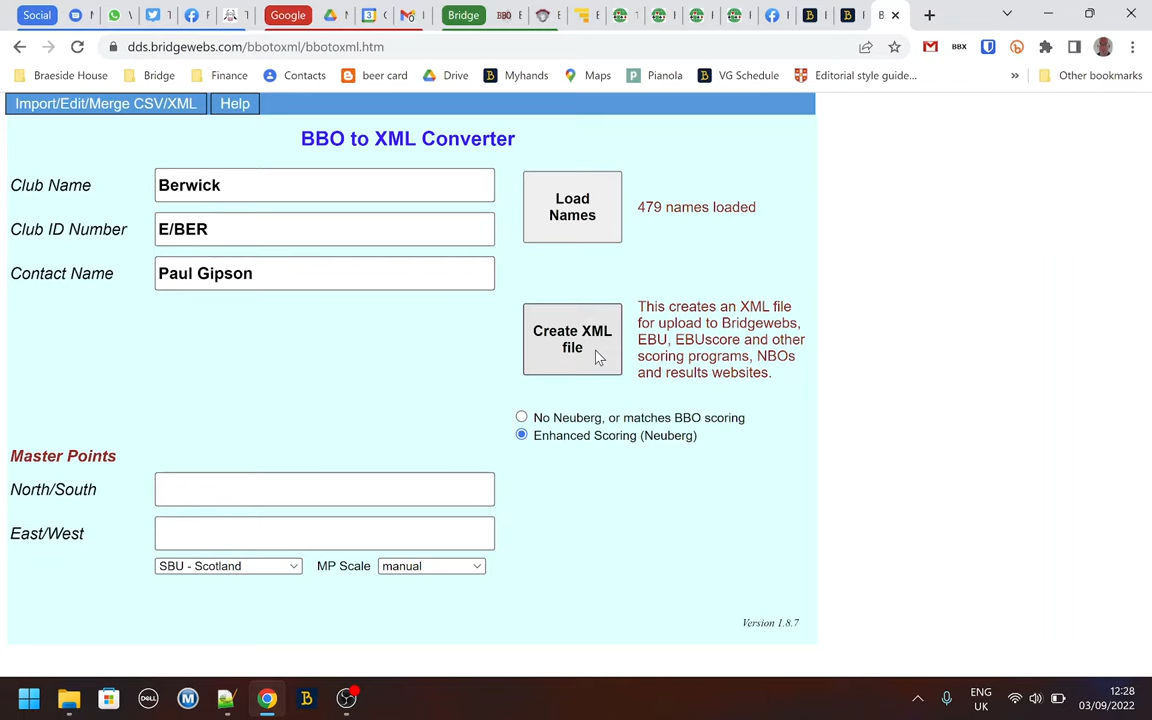 Social
Google
Bridge
dds.bridgewebs.com/bbotoxml/bbotoxml.htm
BBX
Braeside House
Bridge
Finance
Contacts
beer card
Drive
Myhands
Maps
Pianola
VG Schedule
Editorial style guide...
»
Other bookmarks
Import/Edit/Merge CSV/XML
Help
BBO to XML Converter
Club Name
Berwick
Load
Names
479 names loaded
Club ID Number
E/BER
Contact Name
Paul Gipson
Create XML
file
This creates an XML file
for upload to Bridgewebs,
EBU, EBUscore and other
scoring programs, NBOs
and results websites.
No Neuberg, or matches BBO scoring
Enhanced Scoring (Neuberg)
Master Points
North/South
East/West
SBU - Scotland
MP Scale
manual
Version 1.8.7
ENG
UK
12:28
03/09/2022